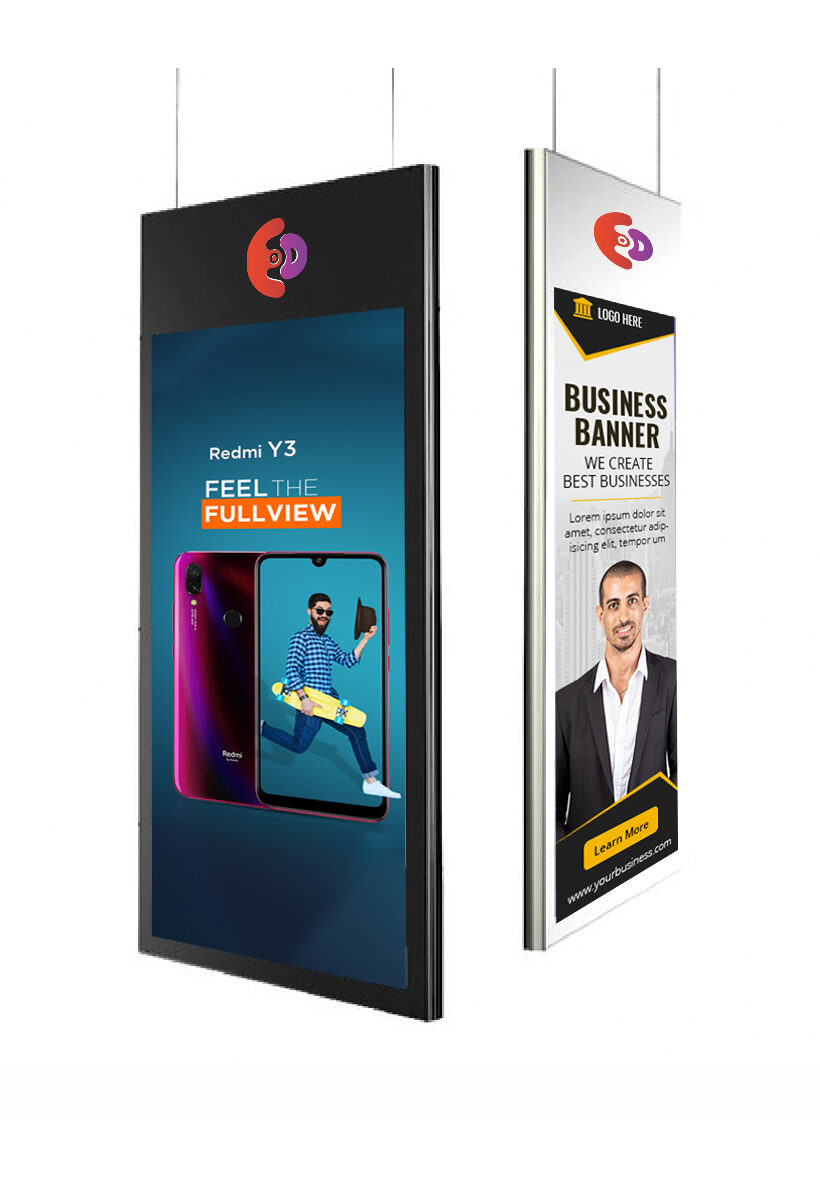 Redmi Y3
FEEL THE
FULLVIEW
Redmi
LOGO HERE
BUSINESS
BANNER
WE CREATE
BEST BUSINESSES
Lorem ipsum dolor sit
amet, consectetur adip-
isicing elit, tempor um
Learn More
www.yourbusiness.com